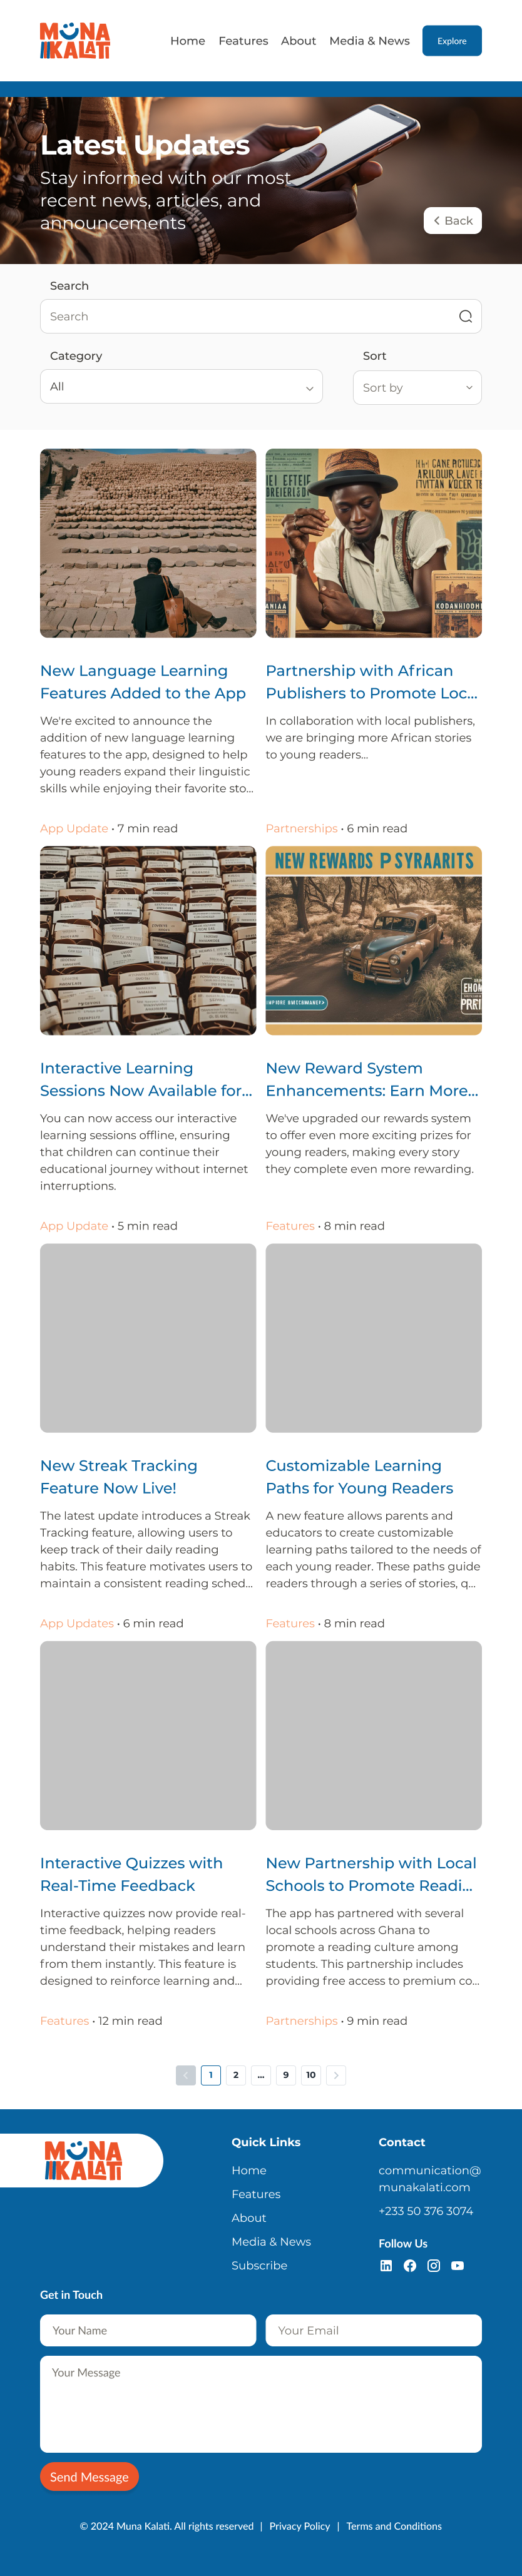 MUNA
KALATI
Home Features About Media & News Explore
Latest Updates
Stay informed with our most
recent news, articles, and
announcements
Back
Search
Search
Category Sort
All Sort by
NEW REWARDS P SYRAARITS
New Language Learning
Features Added to the App
We're excited to announce the
addition of new language learning
features to the app, designed to help
young readers expand their linguistic
skills while enjoying their favorite sto...
App Update • 7 min read
Partnership with African
Publishers to Promote Loc...
In collaboration with local publishers,
we are bringing more African stories
to young readers...
Partnerships • 6 min read
Interactive Learning
Sessions Now Available for...
You can now access our interactive
learning sessions offline, ensuring
that children can continue their
educational journey without internet
interruptions.
App Update • 5 min read
New Reward System
Enhancements: Earn More...
We've upgraded our rewards system
to offer even more exciting prizes for
young readers, making every story
they complete even more rewarding.
Features • 8 min read
New Streak Tracking
Feature Now Live!
The latest update introduces a Streak
Tracking feature, allowing users to
keep track of their daily reading
habits. This feature motivates users to
maintain a consistent reading sched...
App Updates • 6 min read
Customizable Learning
Paths for Young Readers
A new feature allows parents and
educators to create customizable
learning paths tailored to the needs of
each young reader. These paths guide
readers through a series of stories, q...
Features • 8 min read
Interactive Quizzes with
Real-Time Feedback
Interactive quizzes now provide real-
time feedback, helping readers
understand their mistakes and learn
from them instantly. This feature is
designed to reinforce learning and...
Features • 12 min read
New Partnership with Local
Schools to Promote Readi...
The app has partnered with several
local schools across Ghana to
promote a reading culture among
students. This partnership includes
providing free access to premium co...
Partnerships • 9 min read
1 2 ... 9 10
MUNA
KALATI
Quick Links
Home
Features
About
Media & News
Subscribe
Contact
communication@
munakalati.com
+233 50 376 3074
Follow Us
Get in Touch
Your Name
Your Email
Your Message
Send Message
© 2024 Muna Kalati. All rights reserved | Privacy Policy | Terms and Conditions